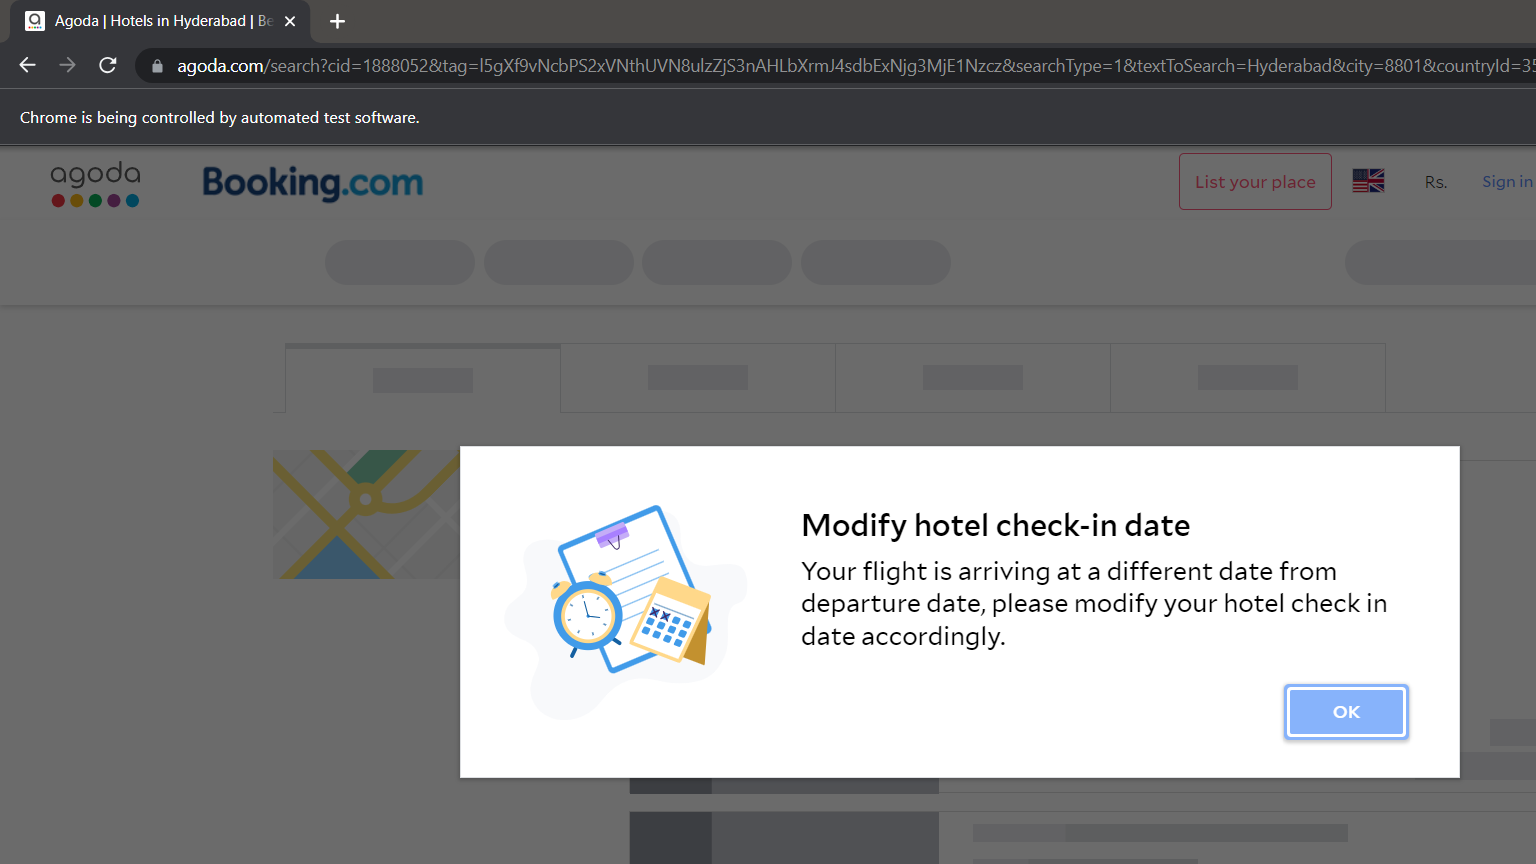 Agoda | Hotels in Hyderabad | Be
agoda.com/search?cid=1888052&tag=l5gXf9vNcbPS2xVNthUVN8ulzZjS3nAHLbXrmJ4sdbExNjg3MjE1Nzcz&searchType=1&textToSearch=Hyderabad&city=8801&countryId=35
Chrome is being controlled by automated test software.
agoda Booking.com List your place Rs. Sign in
Modify hotel check-in date
Your flight is arriving at a different date from
departure date, please modify your hotel check in
date accordingly.
OK